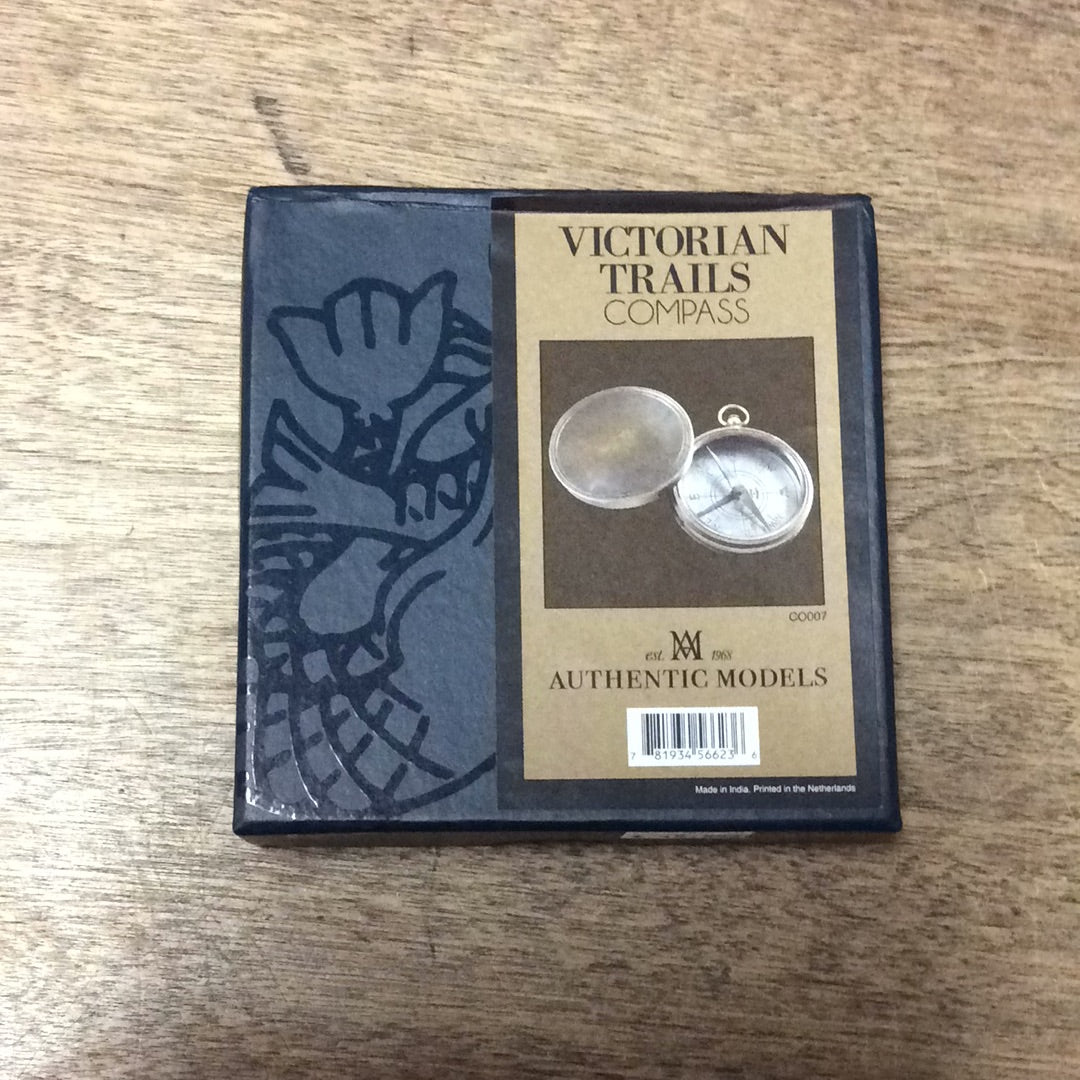 VICTORIAN
TRAILS
COMPASS
CO007
est. AM 1968
AUTHENTIC MODELS
7 81934 56623 6
Made in India. Printed in the Netherlands